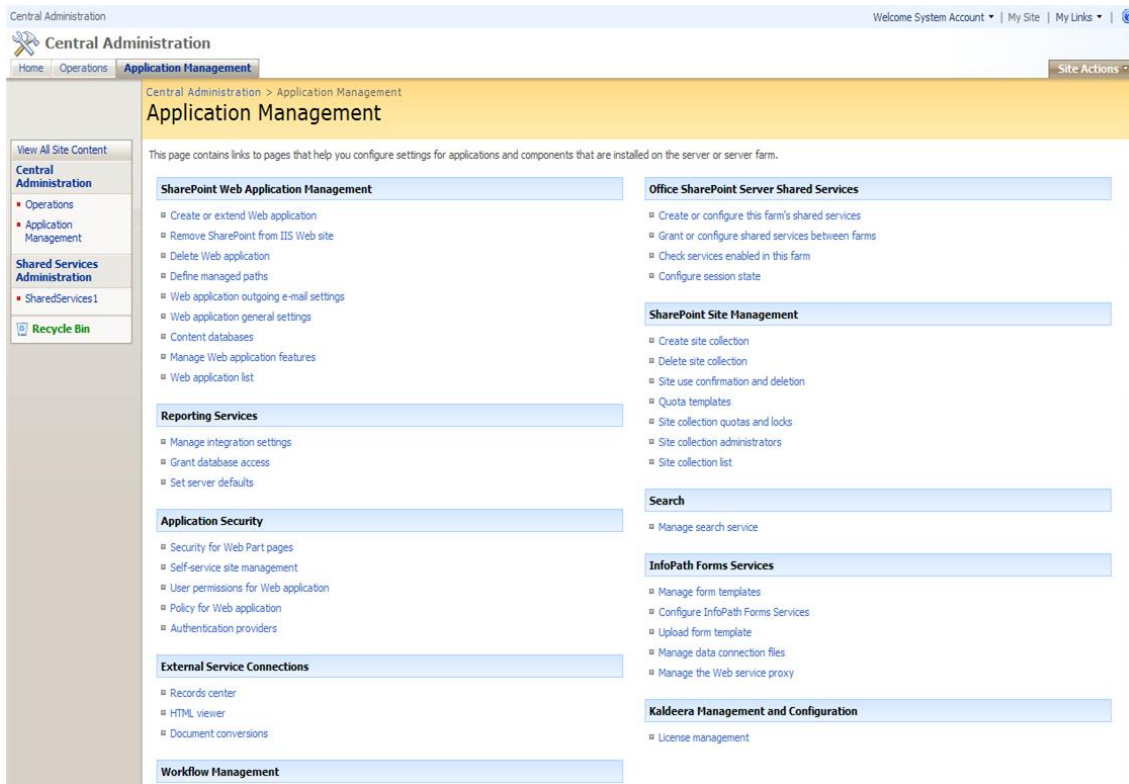 Central Administration
Welcome System Account
My Site
My Links
Central Administration
Home
Operations
Application Management
Site Actions
Central Administration > Application Management
Application Management
View All Site Content
Central
Administration
Operations
Application
Management
Shared Services
Administration
SharedServices1
Recycle Bin
This page contains links to pages that help you configure settings for applications and components that are installed on the server or server farm.
SharePoint Web Application Management
Create or extend Web application
Remove SharePoint from IIS Web site
Delete Web application
Define managed paths
Web application outgoing e-mail settings
Web application general settings
Content databases
Manage Web application features
Web application list
Reporting Services
Manage integration settings
Grant database access
Set server defaults
Application Security
Security for Web Part pages
Self-service site management
User permissions for Web application
Policy for Web application
Authentication providers
External Service Connections
Records center
HTML viewer
Document conversions
Workflow Management
Office SharePoint Server Shared Services
Create or configure this farm's shared services
Grant or configure shared services between farms
Check services enabled in this farm
Configure session state
SharePoint Site Management
Create site collection
Delete site collection
Site use confirmation and deletion
Quota templates
Site collection quotas and locks
Site collection administrators
Site collection list
Search
Manage search service
InfoPath Forms Services
Manage form templates
Configure InfoPath Forms Services
Upload form template
Manage data connection files
Manage the Web service proxy
Kaldeera Management and Configuration
License management